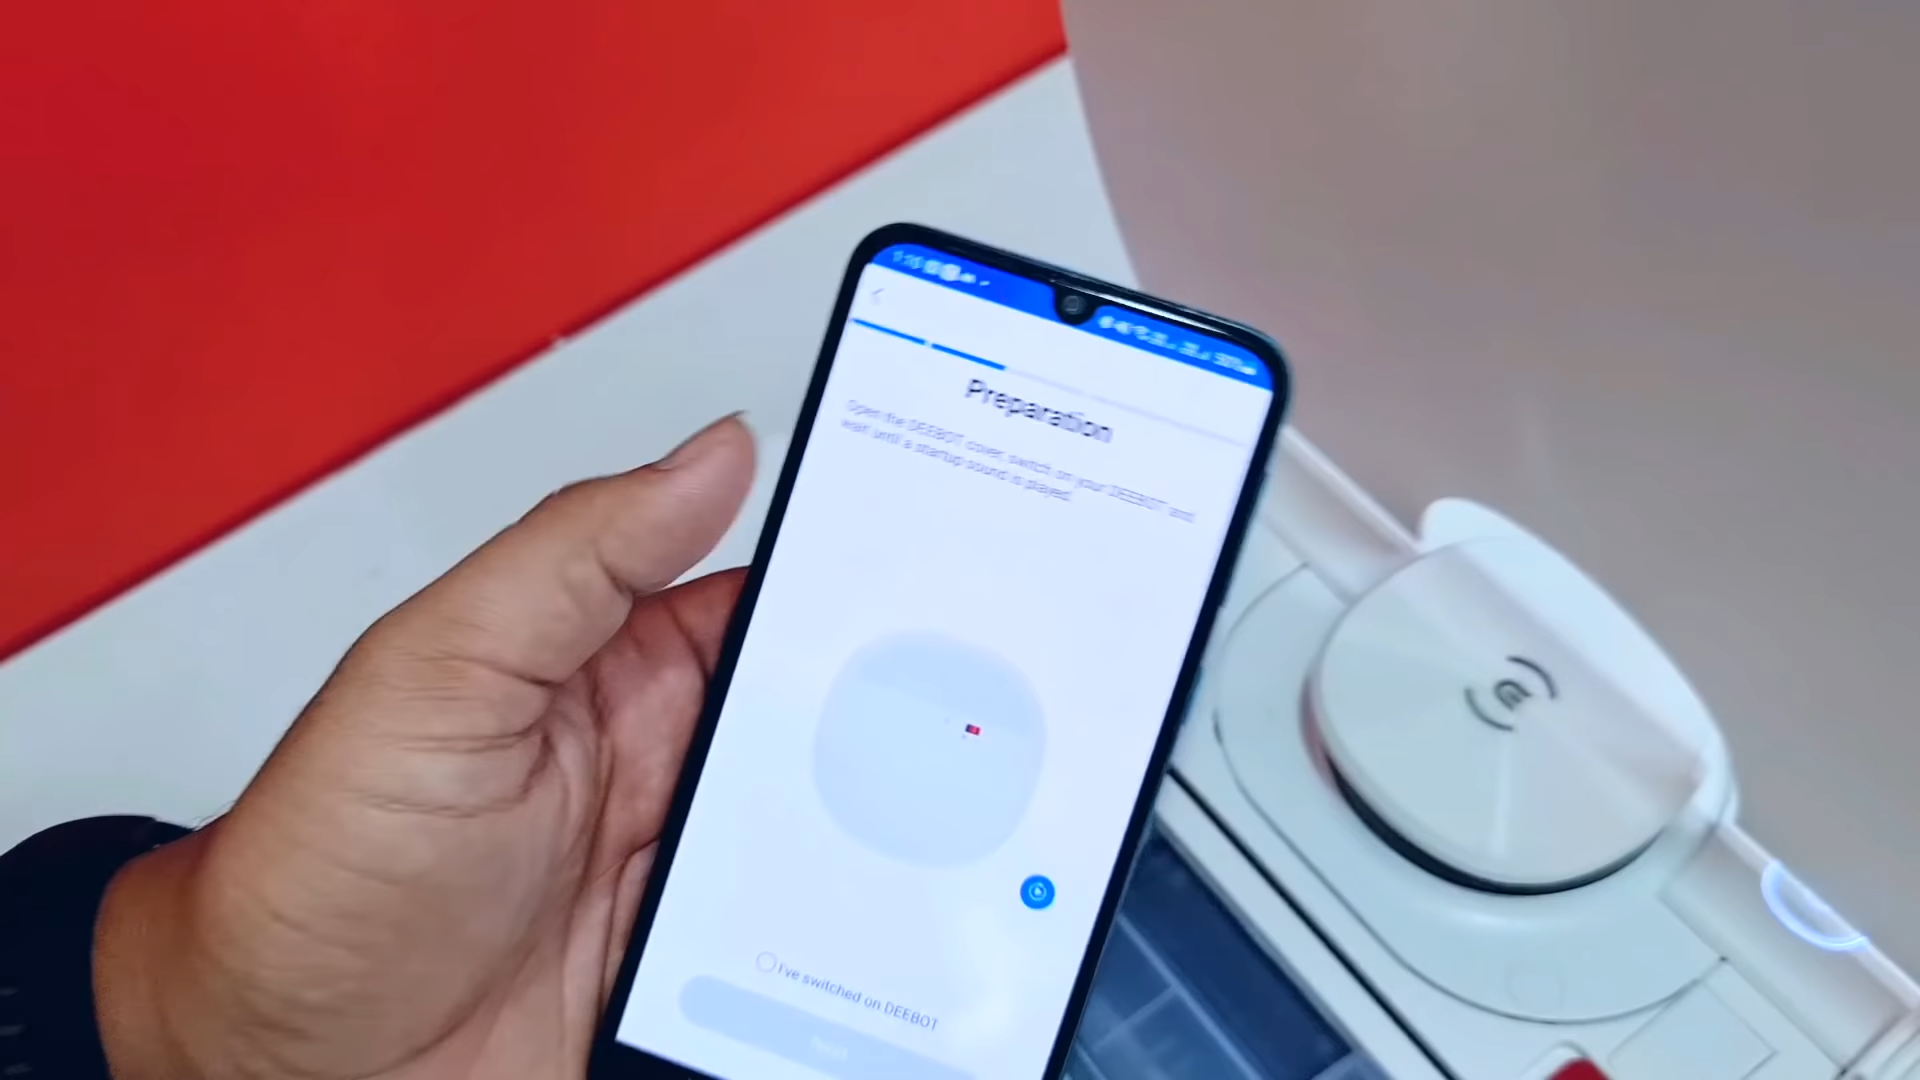 Preparation
Open the DEEBOT cover, switch on your DEEBOT and
wait until a startup sound is played.
I've switched on DEEBOT
Next